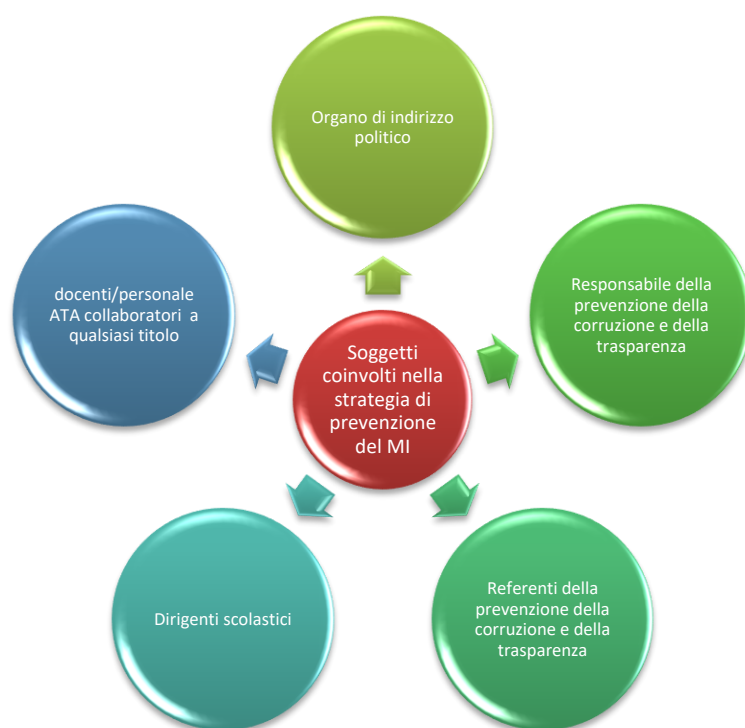 Organo di indirizzo
politico
Responsabile della
prevenzione della
corruzione e della
trasparenza
Referenti della
prevenzione della
corruzione e della
trasparenza
Dirigenti scolastici
docenti/personale
ATA collaboratori  a
qualsiasi titolo
Soggetti
coinvolti nella
strategia di
prevenzione
del MI